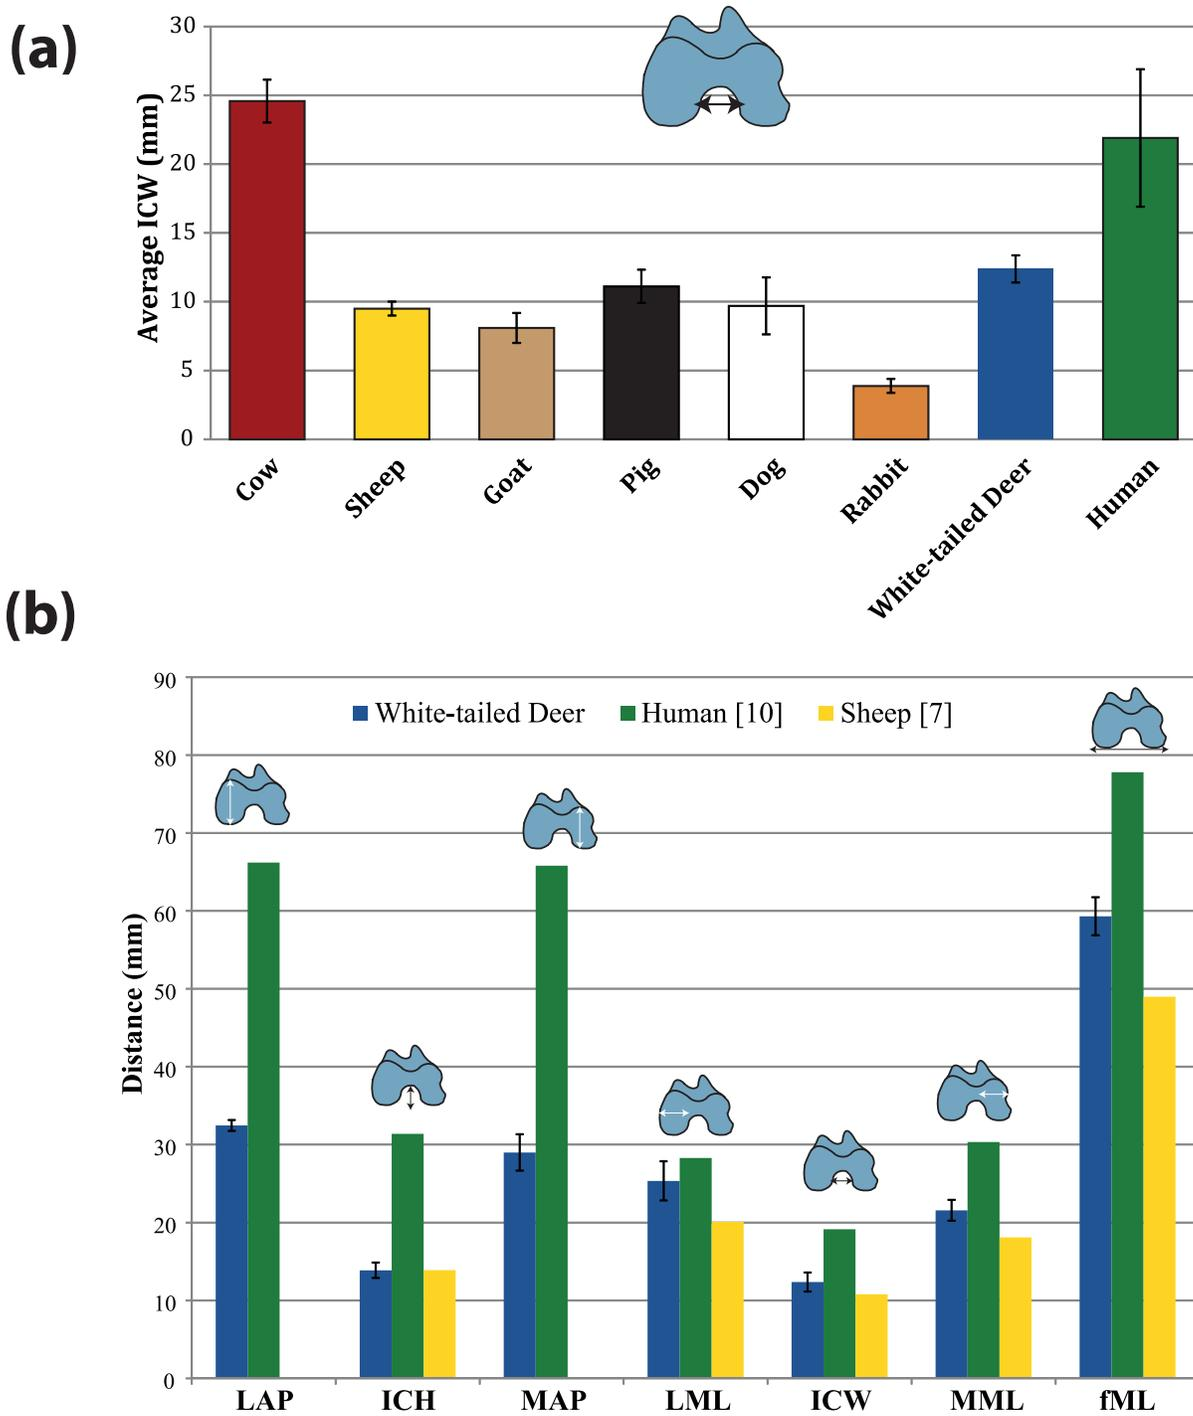 (a)
Average ICW (mm)
30
25
20
15
10
5
0
Cow
Sheep
Goat
Pig
Dog
Rabbit
White-tailed Deer
Human
(b)
Distance (mm)
90
80
70
60
50
40
30
20
10
0
White-tailed Deer Human [10] Sheep [7]
LAP ICH MAP LML ICW MML fML